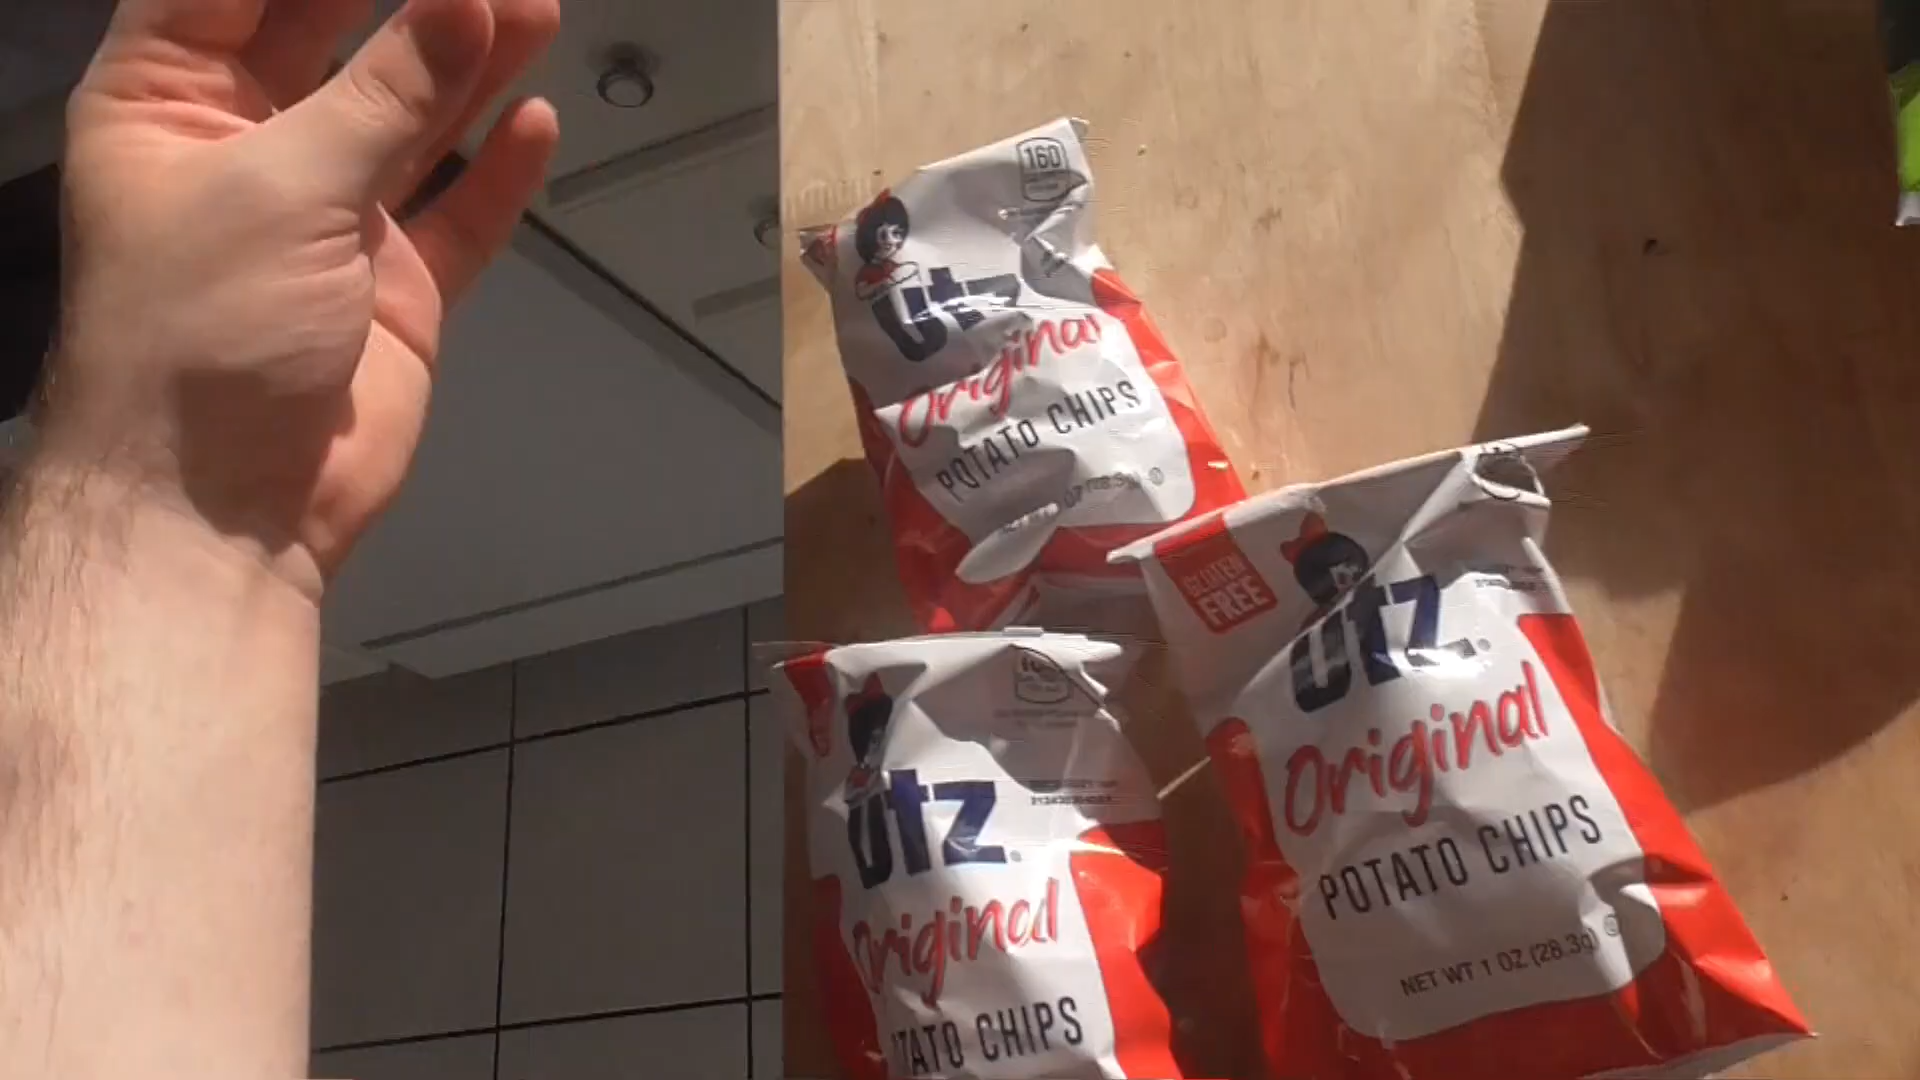 160
utz
Original
POTATO CHIPS
GLUTEN
FREE
utz
Original
POTATO CHIPS
NET WT 1 OZ (28.3g)
utz
Original
POTATO CHIPS